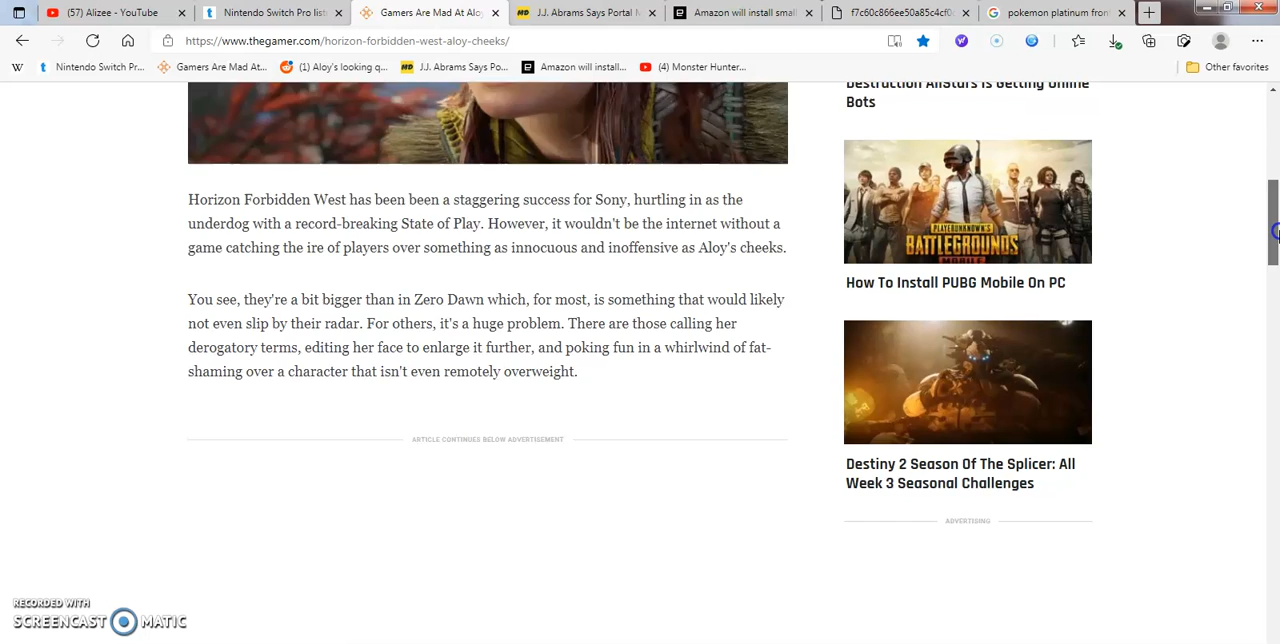 (57) Alizee - YouTube
Nintendo Switch Pro list
Gamers Are Mad At Aloy
J.J. Abrams Says Portal M
Amazon will install small
f7c60c866ee50a85c4cf0
pokemon platinum fron
https://www.thegamer.com/horizon-forbidden-west-aloy-cheeks/
W
Nintendo Switch Pr...
Gamers Are Mad At...
(1) Aloy's looking q...
J.J. Abrams Says Po...
Amazon will install...
(4) Monster Hunter...
Other favorites
Destruction AllStars Is Getting Online
Bots
PLAYERUNKNOWN'S
BATTLEGROUNDS
MOBILE
How To Install PUBG Mobile On PC
Destiny 2 Season Of The Splicer: All
Week 3 Seasonal Challenges
ADVERTISING
Horizon Forbidden West has been been a staggering success for Sony, hurtling in as the
underdog with a record-breaking State of Play. However, it wouldn't be the internet without a
game catching the ire of players over something as innocuous and inoffensive as Aloy's cheeks.
You see, they're a bit bigger than in Zero Dawn which, for most, is something that would likely
not even slip by their radar. For others, it's a huge problem. There are those calling her
derogatory terms, editing her face to enlarge it further, and poking fun in a whirlwind of fat-
shaming over a character that isn't even remotely overweight.
ARTICLE CONTINUES BELOW ADVERTISEMENT
RECORDED WITH
SCREENCAST MATIC